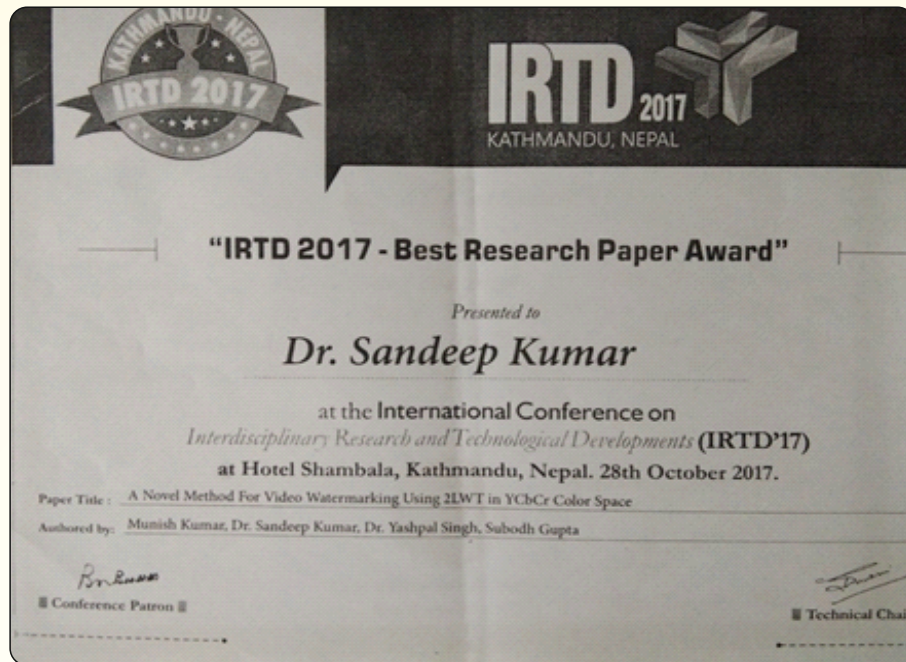 KATHMANDU - NEPAL
IRTD 2017
IRTD 2017
KATHMANDU, NEPAL
“IRTD 2017 - Best Research Paper Award”
Presented to
Dr. Sandeep Kumar
at the International Conference on
Interdisciplinary Research and Technological Developments (IRTD'17)
at Hotel Shambala, Kathmandu, Nepal. 28th October 2017.
Paper Title : A Novel Method For Video Watermarking Using 2LWT in YCbCr Color Space
Authored by: Munish Kumar, Dr. Sandeep Kumar, Dr. Yashpal Singh, Subodh Gupta
Conference Patron
Technical Chai